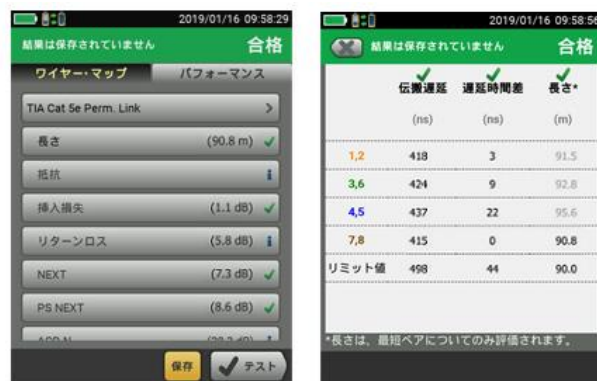 2019/01/16 09:58:29
結果は保存されていません 合格
ワイヤー・マップ パフォーマンス
TIA Cat 5e Perm. Link
長さ (90.8 m)
抵抗
挿入損失 (1.1 dB)
リターンロス (5.8 dB)
NEXT (7.3 dB)
PS NEXT (8.6 dB)
保存 テスト
2019/01/16 09:58:56
結果は保存されていません 合格
伝搬遅延 遅延時間差 長さ*
(ns) (ns) (m)
1,2 418 3 91.5
3,6 424 9 92.8
4,5 437 22 95.6
7,8 415 0 90.8
リミット値 498 44 90.0
*長さは、最短ペアについてのみ評価されます。